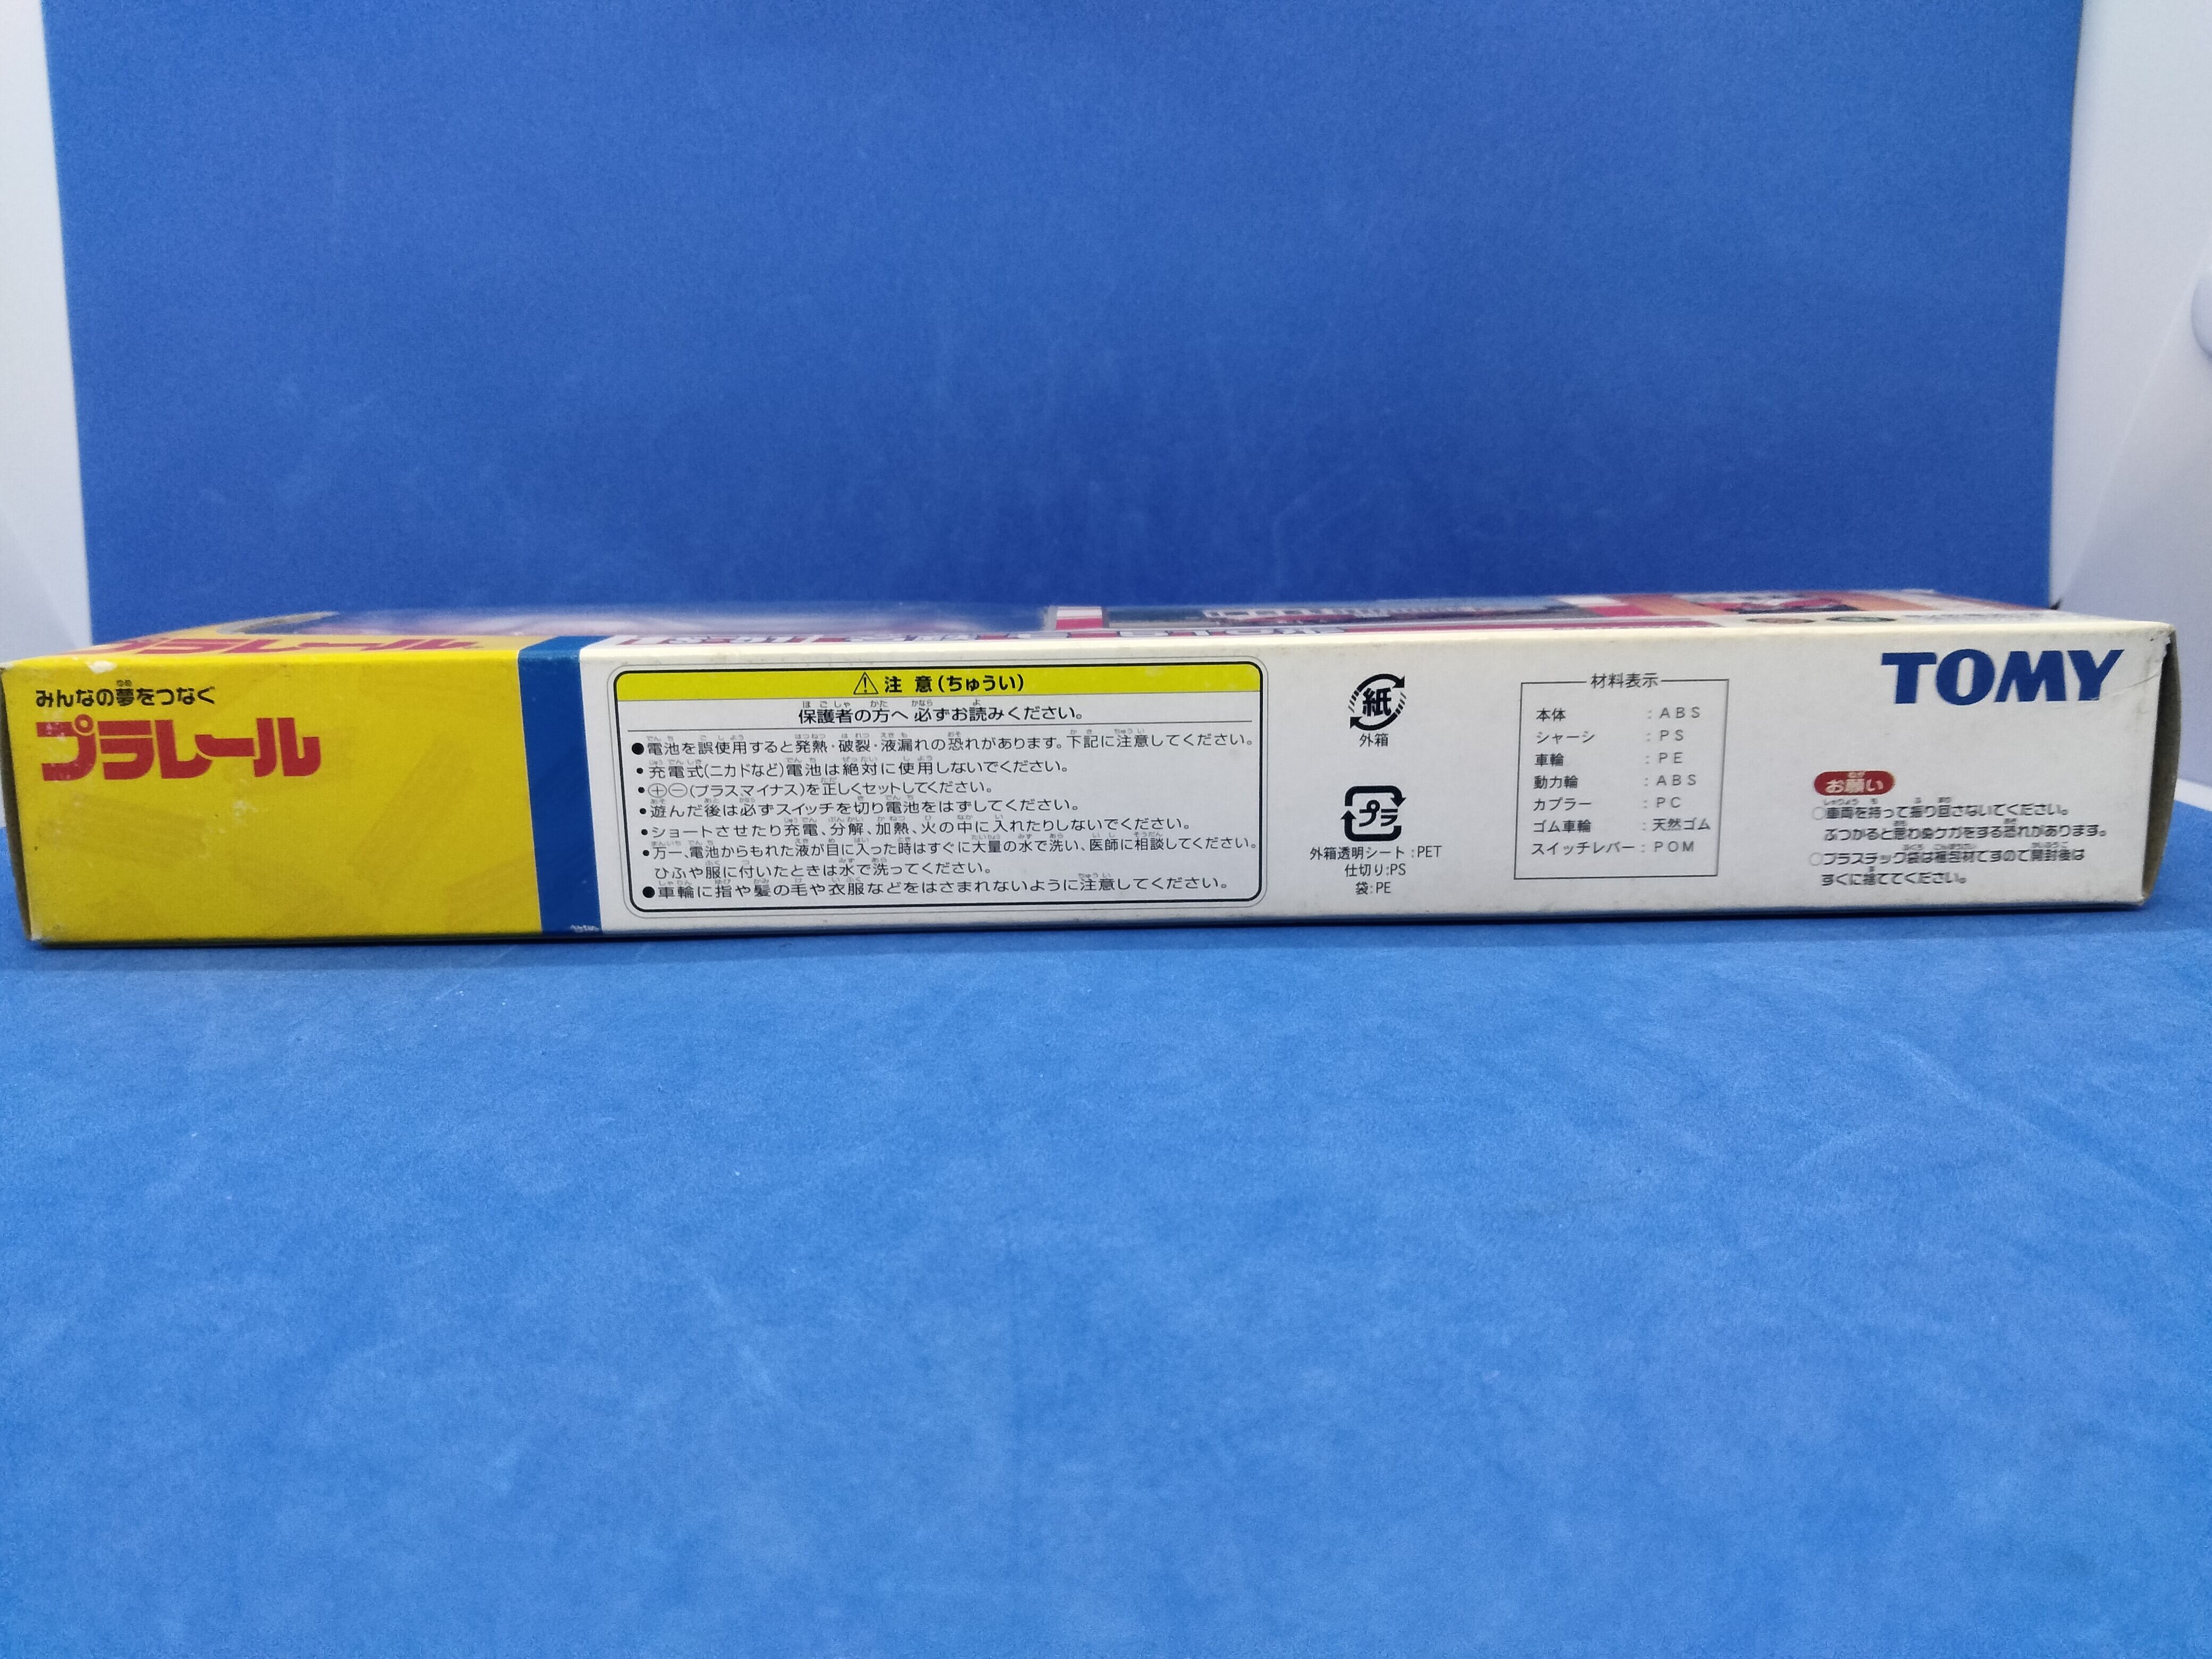 みんなの夢をつなぐ
プラレール
注 意(ちゅうい)
保護者の方へ 必ずお読みください。
●電池を誤使用すると発熱・破裂・液漏れの恐れがあります。下記に注意してください。
・充電式(ニカドなど)電池は絶対に使用しないでください。
・⊕⊖(プラスマイナス)を正しくセットしてください。
・遊んだ後は必ずスイッチを切り電池をはずしてください。
・ショートさせたり充電、分解、加熱、火の中に入れたりしないでください。
・万一、電池からもれた液が目に入った時はすぐに大量の水で洗い、医師に相談してください。
ひふや服に付いたときは水で洗ってください。
●車輪に指や髪の毛や衣服などをはさまれないように注意してください。
紙
外箱
プラ
外箱透明シート:PET
仕切り:PS
袋:PE
材料表示
本体 :ABS
シャーシ :PS
車輪 :PE
動力輪 :ABS
カプラー :PC
ゴム車輪 :天然ゴム
スイッチレバー:POM
TOMY
お願い
○車両を持って振り回さないでください。
ぶつかると思わぬケガをする恐れがあります。
○プラスチック袋は梱包材ですので開封後は
すぐに捨ててください。